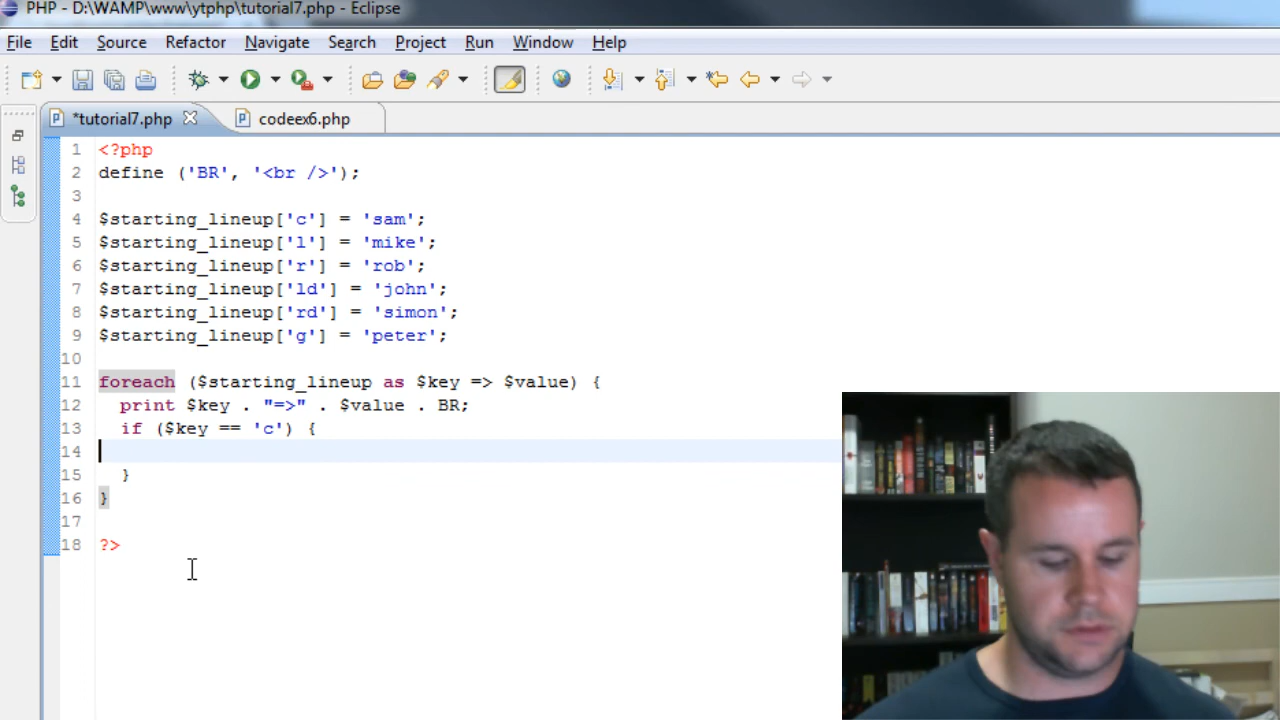 PHP - D:\WAMP\www\ytphp\tutorial7.php - Eclipse
File Edit Source Refactor Navigate Search Project Run Window Help
*tutorial7.php codeex6.php
1 <?php
2 define ('BR', '<br />');
3
4 $starting_lineup['c'] = 'sam';
5 $starting_lineup['l'] = 'mike';
6 $starting_lineup['r'] = 'rob';
7 $starting_lineup['ld'] = 'john';
8 $starting_lineup['rd'] = 'simon';
9 $starting_lineup['g'] = 'peter';
10
11 foreach ($starting_lineup as $key => $value) {
12 print $key . "=>" . $value . BR;
13 if ($key == 'c') {
14
15 }
16 }
17
18 ?>